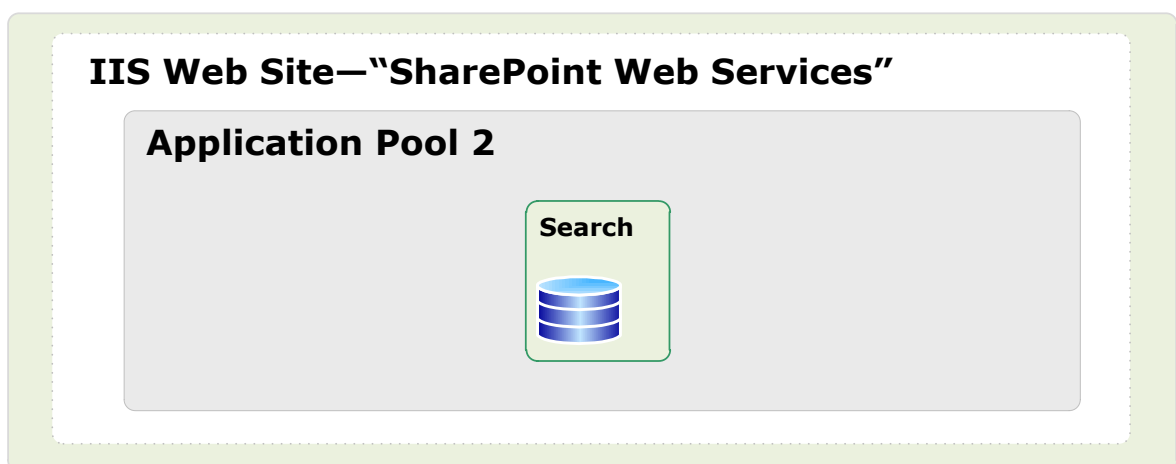 IIS Web Site—“SharePoint Web Services”
Application Pool 2
Search